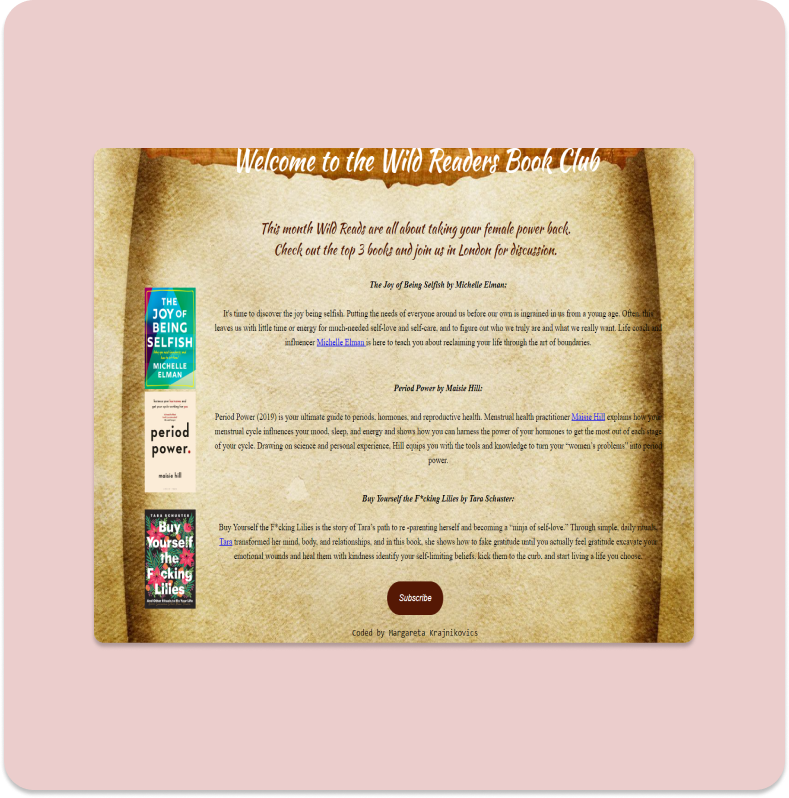 Welcome to the Wild Readers Book Club
This month Wild Reads are all about taking your female power back.
Check out the top 3 books and join us in London for discussion.
The Joy of Being Selfish by Michelle Elman:
It's time to discover the joy being selfish. Putting the needs of everyone around us before our own is ingrained in us from a young age. Often, this
leaves us with little time or energy for much-needed self-love and self-care, and to figure out who we truly are and what we really want. Life coach and
influencer Michelle Elman is here to teach you about reclaiming your life through the art of boundaries.
THE
JOY OF
BEING
SELFISH
MICHELLE
ELMAN
Period Power by Maisie Hill:
Period Power (2019) is your ultimate guide to periods, hormones, and reproductive health. Menstrual health practitioner Maisie Hill explains how your
menstrual cycle influences your mood, sleep, and energy and shows how you can harness the power of your hormones to get the most out of each stage
of your cycle. Drawing on science and personal experience, Hill equips you with the tools and knowledge to turn your “women's problems” into period
power.
period
power.
maisie hill
Buy Yourself the F*cking Lilies by Tara Schuster:
Buy Yourself the F*cking Lilies is the story of Tara's path to re -parenting herself and becoming a “ninja of self-love.” Through simple, daily rituals,
Tara transformed her mind, body, and relationships, and in this book, she shows how to fake gratitude until you actually feel gratitude excavate your
emotional wounds and heal them with kindness identify your self-limiting beliefs, kick them to the curb, and start living a life you choose.
TARA SCHUSTER
Buy
Yourself
the
F*cking
Lilies
Subscribe
Coded by Margareta Krajnikovics